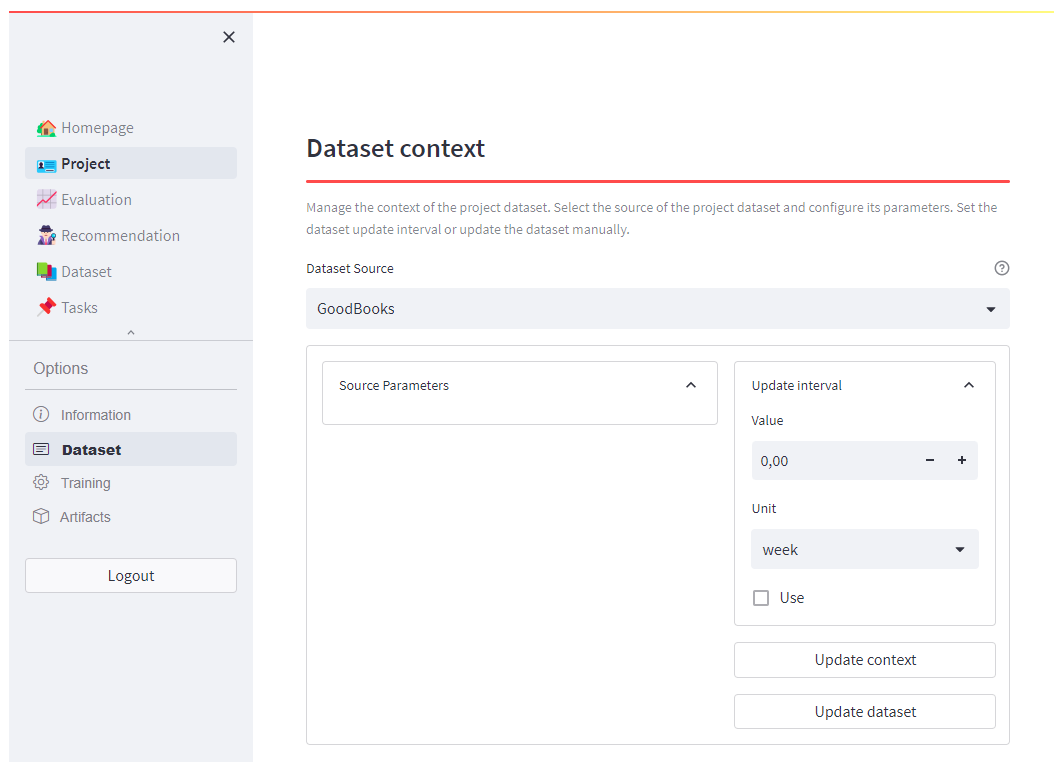 Homepage
Project
Evaluation
Recommendation
Dataset
Tasks
Options
Information
Dataset
Training
Artifacts
Logout
Dataset context
Manage the context of the project dataset. Select the source of the project dataset and configure its parameters. Set the
dataset update interval or update the dataset manually.
Dataset Source
GoodBooks
Source Parameters
Update interval
Value
0,00
Unit
week
Use
Update context
Update dataset